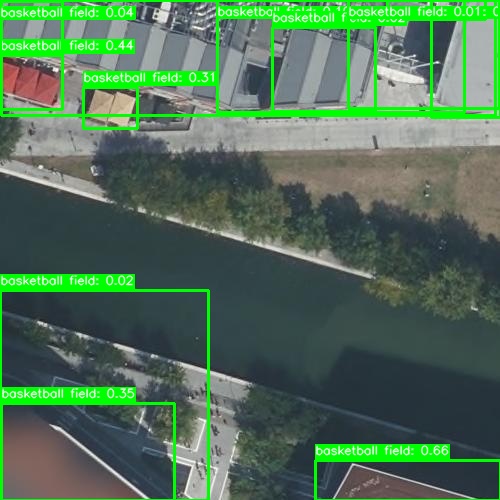 basketball field: 0.04
basketball field: 0.01: 0
basketball field: 0.44
basketball field: 0.31
basketball field: 0.02
basketball field: 0.35
basketball field: 0.66